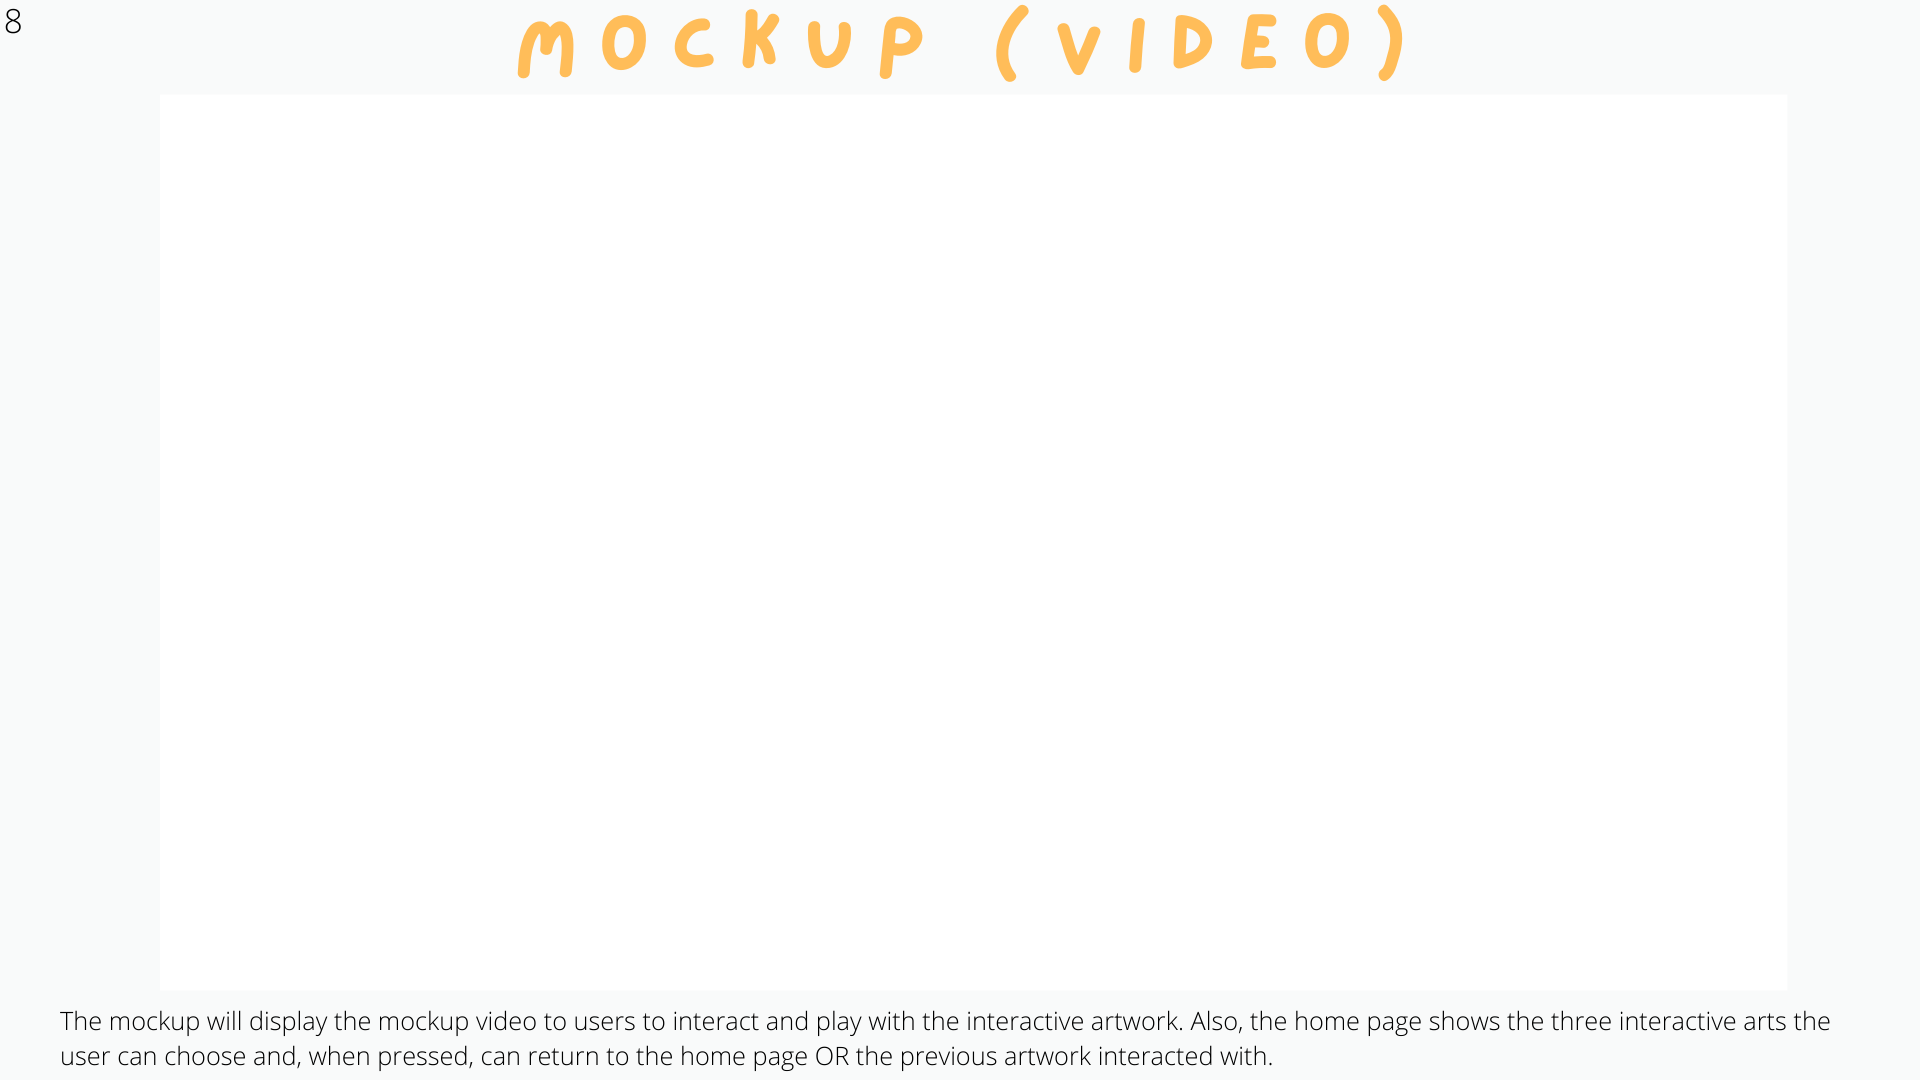 8
MOCKUP (VIDEO)
The mockup will display the mockup video to users to interact and play with the interactive artwork. Also, the home page shows the three interactive arts the
user can choose and, when pressed, can return to the home page OR the previous artwork interacted with.